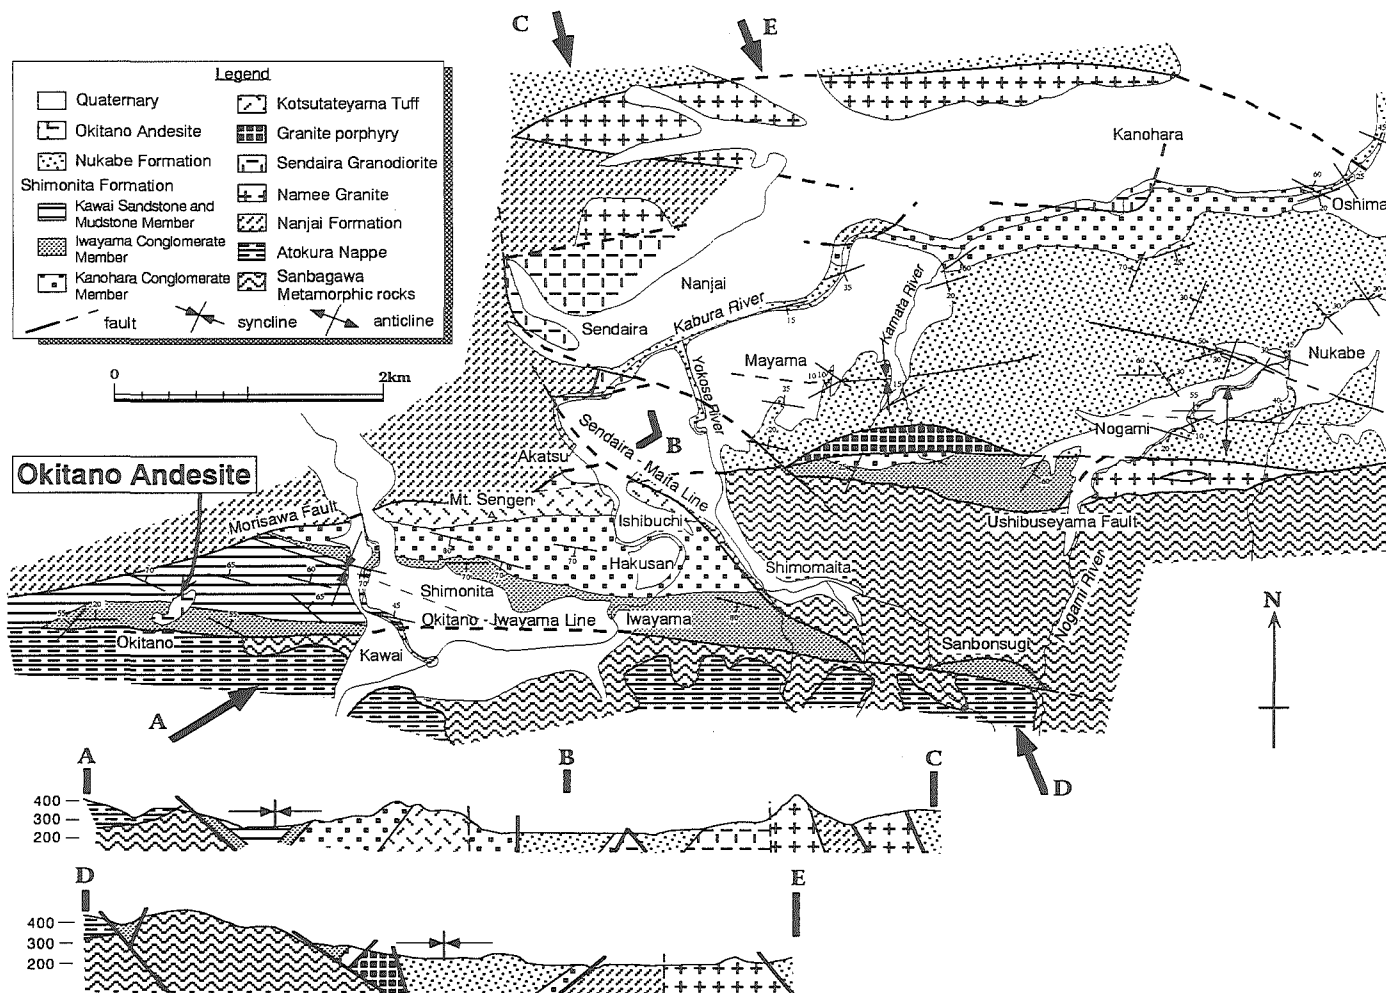 C
E
Legend
Quaternary
Okitano Andesite
Nukabe Formation
Shimonita Formation
Kawai Sandstone and
Mudstone Member
Iwayama Conglomerate
Member
Kanohara Conglomerate
Member
Kotsutateyama Tuff
Granite porphyry
Sendaira Granodiorite
Namee Granite
Nanjai Formation
Atokura Nappe
Sanbagawa
Metamorphic rocks
fault
syncline
anticline
0
2km
Kanohara
Oshima
Nanjai
Kabura River
Kamata River
Sendaira
Mayama
Yokose River
Nukabe
Nogami
B
Sendaira - Maita Line
Akatsu
Okitano Andesite
Mt. Sengen
Morisawa Fault
Ishibuchi
Ushibuseyama Fault
Hakusan
Shimomaita
Shimonita
Nogami River
Okitano - Iwayama Line
Iwayama
Okitano
Kawai
Sanbonsugi
N
A
D
A
B
C
400
300
200
D
E
400
300
200